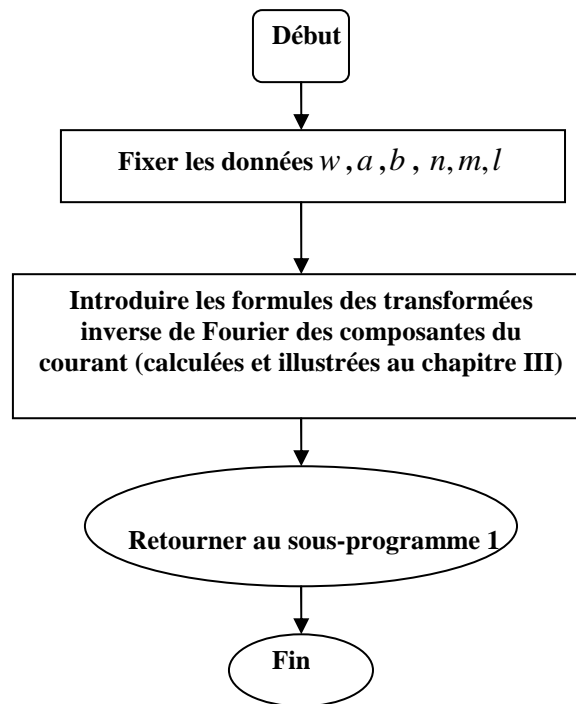 Début
Fixer les données w , a , b , n, m, l
Introduire les formules des transformées
inverse de Fourier des composantes du
courant (calculées et illustrées au chapitre III)
Retourner au sous-programme 1
Fin